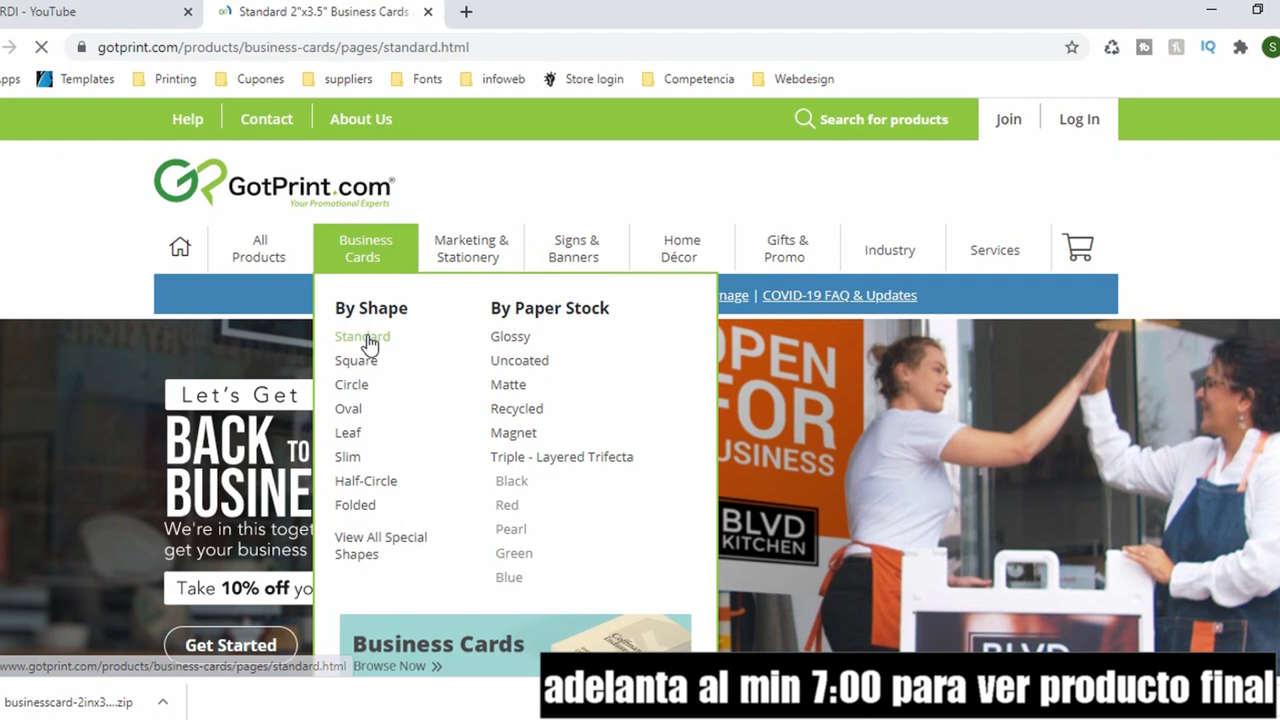 RDI - YouTube
Standard 2"x3.5" Business Cards
gotprint.com/products/business-cards/pages/standard.html
IQ
S
pps
Templates
Printing
Cupones
suppliers
Fonts
infoweb
Store login
Competencia
Webdesign
Help
Contact
About Us
Search for products
Join
Log In
GotPrint.com
Your Promotional Experts
All
Products
Business
Cards
Marketing &
Stationery
Signs &
Banners
Home
Décor
Gifts &
Promo
Industry
Services
nage | COVID-19 FAQ & Updates
By Shape
Standard
Square
Circle
Oval
Leaf
Slim
Half-Circle
Folded
View All Special
Shapes
By Paper Stock
Glossy
Uncoated
Matte
Recycled
Magnet
Triple - Layered Trifecta
Black
Red
Pearl
Green
Blue
Business Cards
Browse Now
Let's Get
BACK TO
BUSINE
We're in this toget
get your business
Take 10% off yo
Get Started
OPEN
FOR
BUSINESS
BLVD
KITCHEN
BLVD
www.gotprint.com/products/business-cards/pages/standard.html
businesscard-2inx3....zip
adelanta al min 7:00 para ver producto final